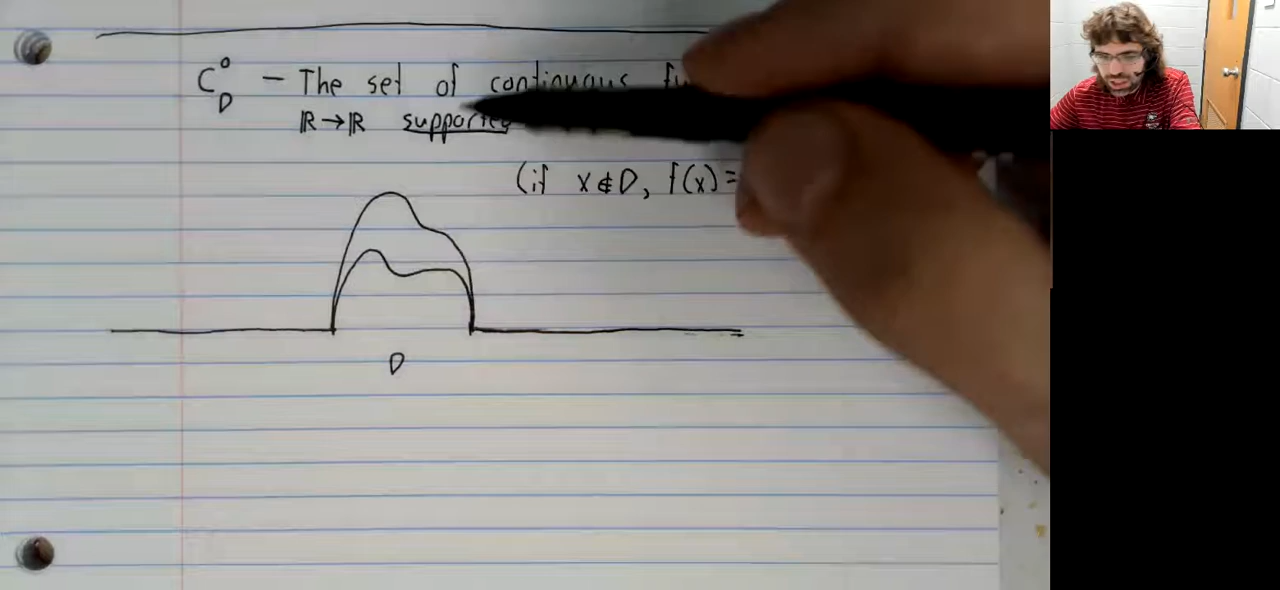 C⁰_D – The set of continuous
ℝ→ℝ supported
(if x∉D, f(x)=
D